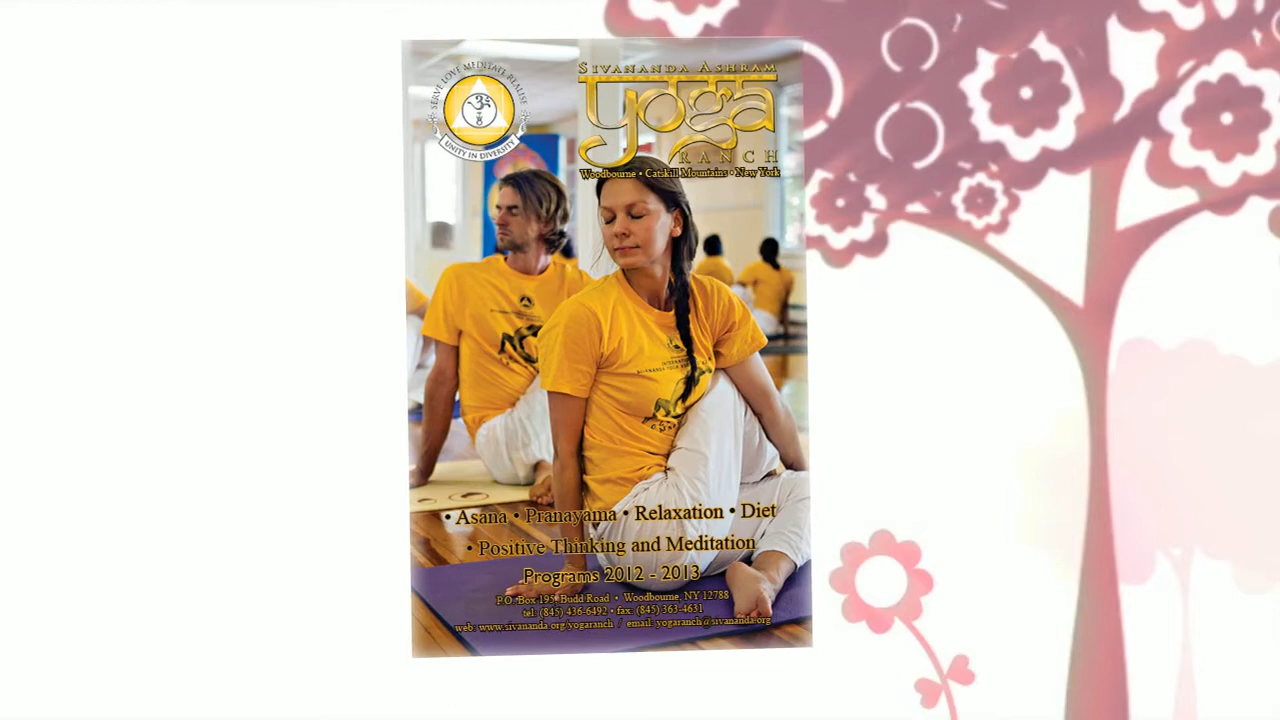 SERVE LOVE MEDITATE REALISE
UNITY IN DIVERSITY
SIVANANDA ASHRAM
yoga
RANCH
Woodbourne • Catskill Mountains • New York
• Asana • Pranayama • Relaxation • Diet
• Positive Thinking and Meditation
Programs 2012 - 2013
P.O. Box 195, Budd Road • Woodbourne, NY 12788
tel: (845) 436-6492 • fax: (845) 363-4631
web: www.sivananda.org/yogaranch / email: yogaranch@sivananda.org